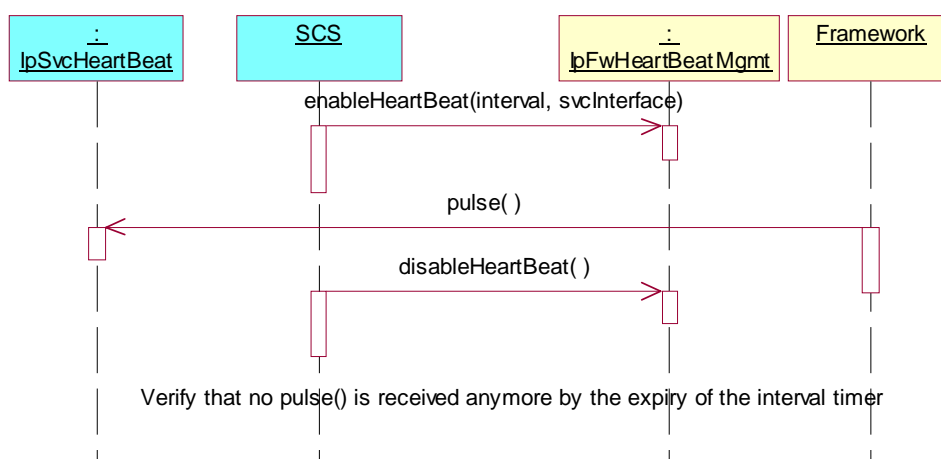 :
IpSvcHeartBeat
SCS
:
IpFwHeartBeatMgmt
Framework
enableHeartBeat(interval, svcInterface)
pulse( )
disableHeartBeat( )
Verify that no pulse() is received anymore by the expiry of the interval timer